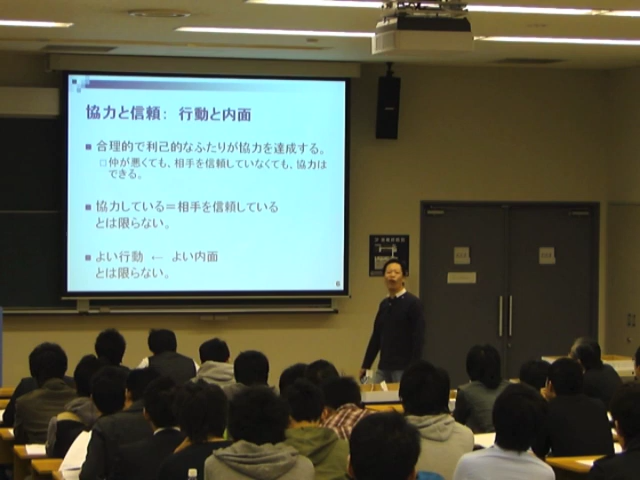 協力と信頼： 行動と内面
■ 合理的で利己的なふたりが協力を達成する。
□ 仲が悪くても、相手を信頼していなくても、協力は
できる。
■ 協力している＝相手を信頼している
とは限らない。
■ よい行動 ← よい内面
とは限らない。
6